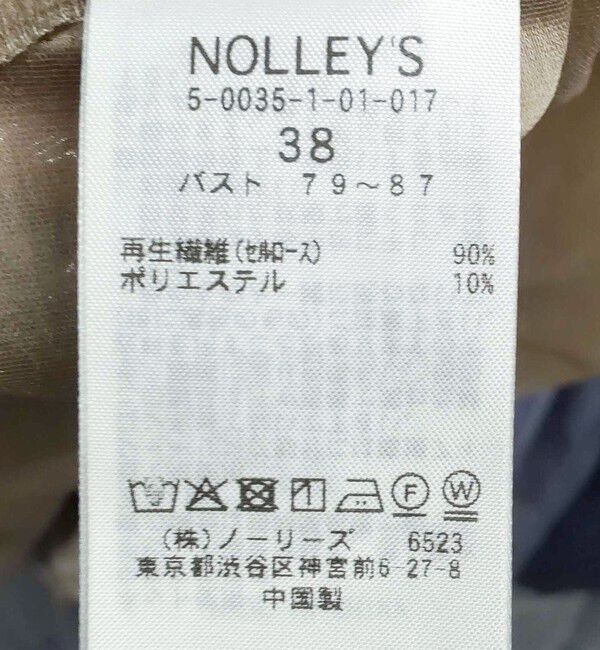 NOLLEY'S
5-0035-1-01-017
38
バスト 79～87
再生繊維(セルロース) 90%
ポリエステル 10%
F W
(株)ノーリーズ 6523
東京都渋谷区神宮前6-27-8
中国製